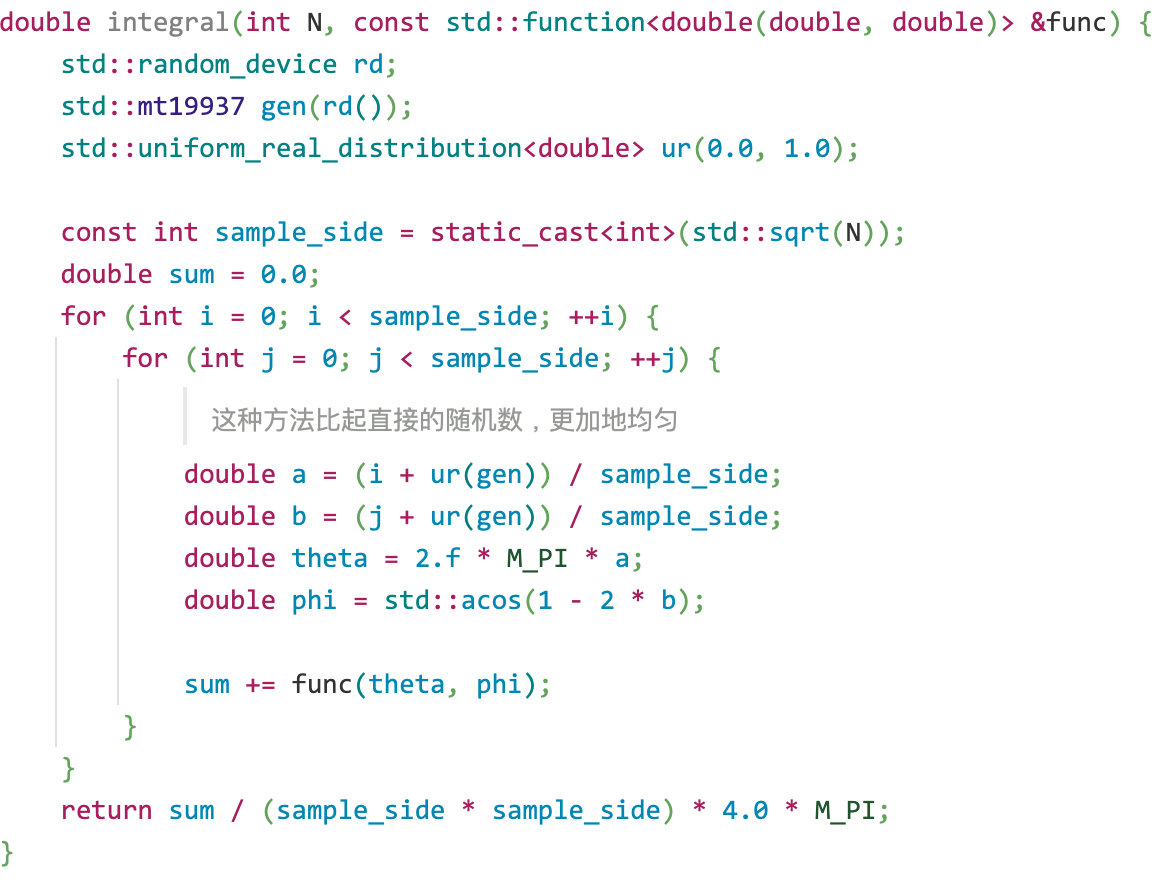 double integral(int N, const std::function<double(double, double)> &func) {
    std::random_device rd;
    std::mt19937 gen(rd());
    std::uniform_real_distribution<double> ur(0.0, 1.0);

    const int sample_side = static_cast<int>(std::sqrt(N));
    double sum = 0.0;
    for (int i = 0; i < sample_side; ++i) {
        for (int j = 0; j < sample_side; ++j) {
            这种方法比起直接的随机数，更加地均匀
            double a = (i + ur(gen)) / sample_side;
            double b = (j + ur(gen)) / sample_side;
            double theta = 2.f * M_PI * a;
            double phi = std::acos(1 - 2 * b);

            sum += func(theta, phi);
        }
    }
    return sum / (sample_side * sample_side) * 4.0 * M_PI;
}